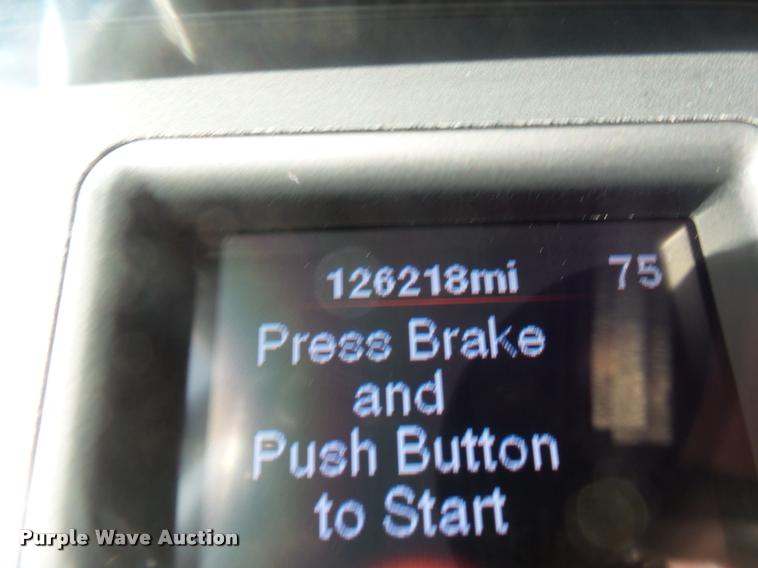 126218mi 75
Press Brake
and
Push Button
to Start
Purple Wave Auction